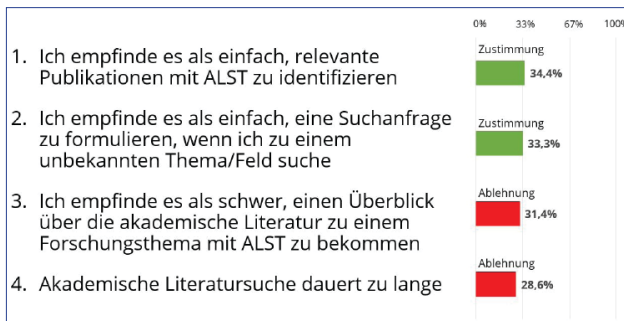 0% 33% 67% 100%
1. Ich empfinde es als einfach, relevante
Publikationen mit ALST zu identifizieren
Zustimmung
34,4%
2. Ich empfinde es als einfach, eine Suchanfrage
zu formulieren, wenn ich zu einem
unbekannten Thema/Feld suche
Zustimmung
33,3%
3. Ich empfinde es als schwer, einen Überblick
über die akademische Literatur zu einem
Forschungsthema mit ALST zu bekommen
Ablehnung
31,4%
4. Akademische Literatursuche dauert zu lange
Ablehnung
28,6%